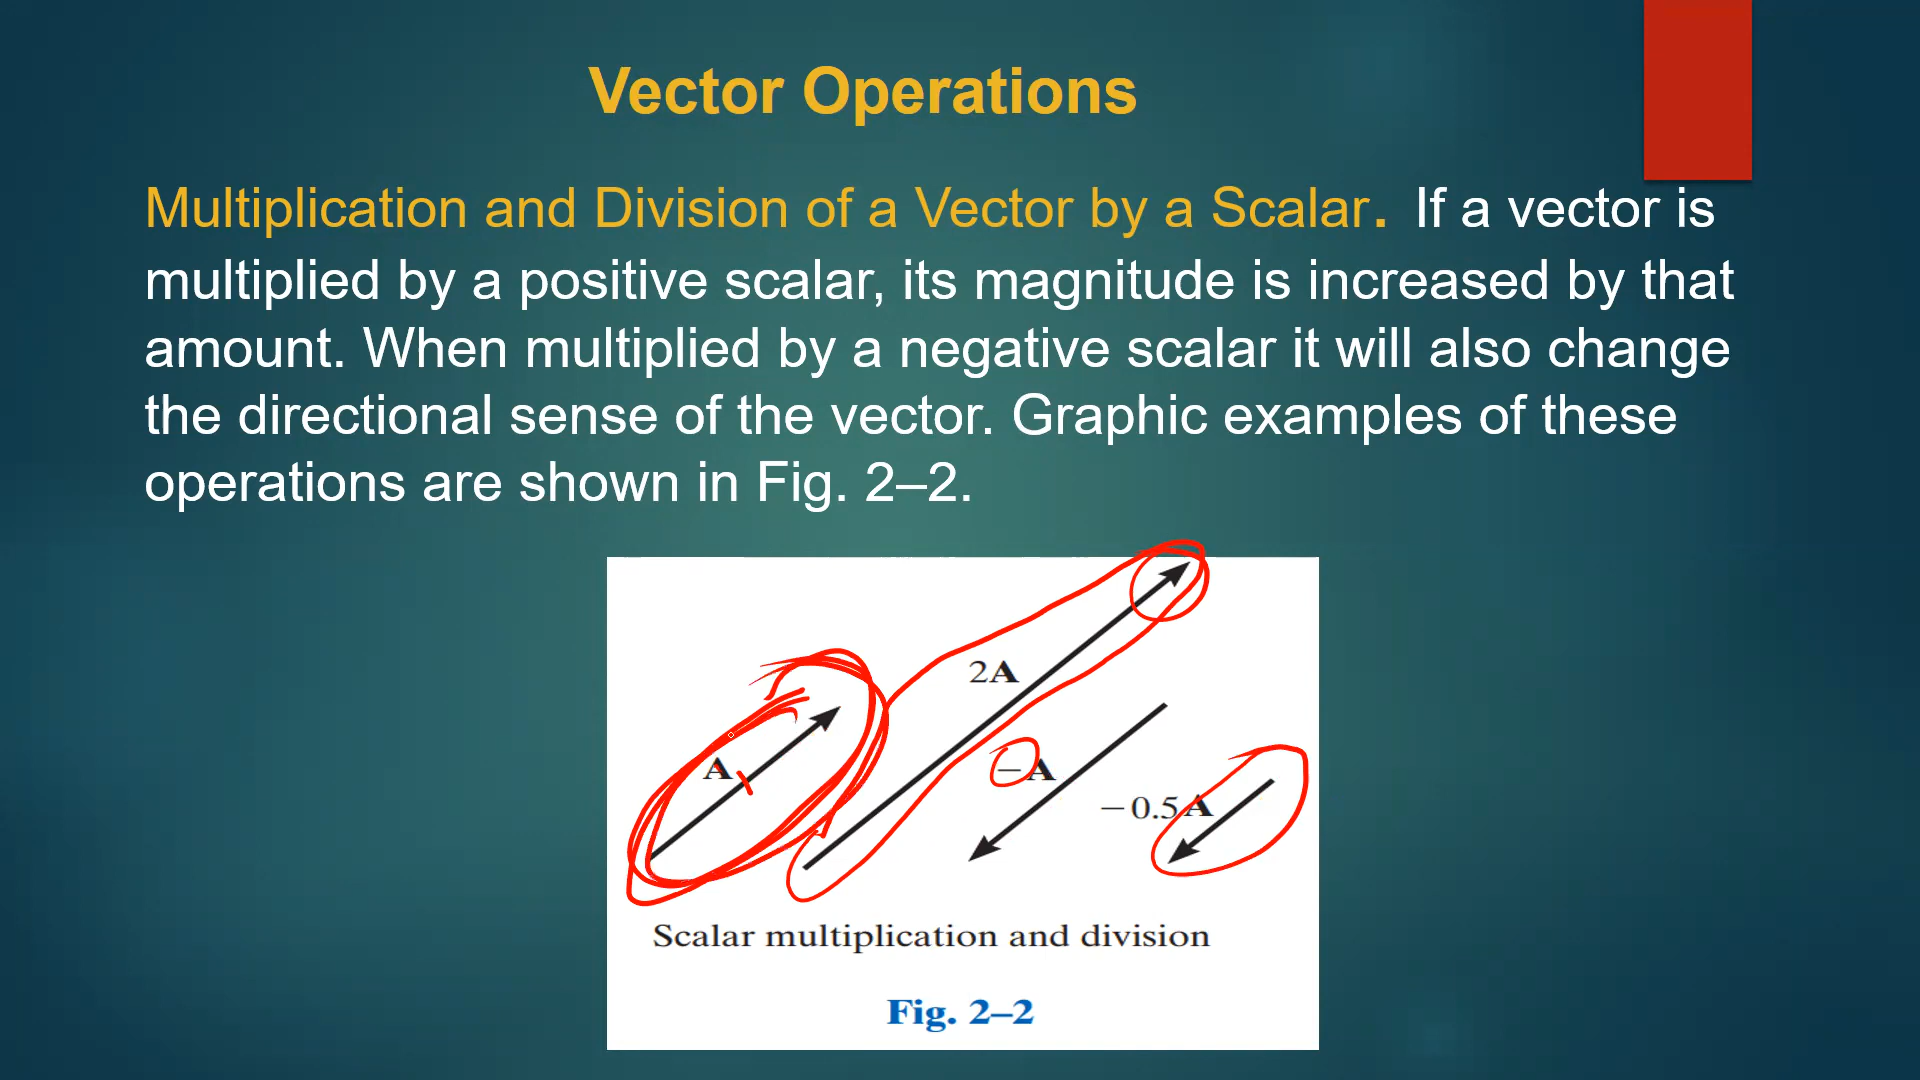 Vector Operations
Multiplication and Division of a Vector by a Scalar. If a vector is
multiplied by a positive scalar, its magnitude is increased by that
amount. When multiplied by a negative scalar it will also change
the directional sense of the vector. Graphic examples of these
operations are shown in Fig. 2–2.
2A
A
–A
–0.5A
Scalar multiplication and division
Fig. 2–2